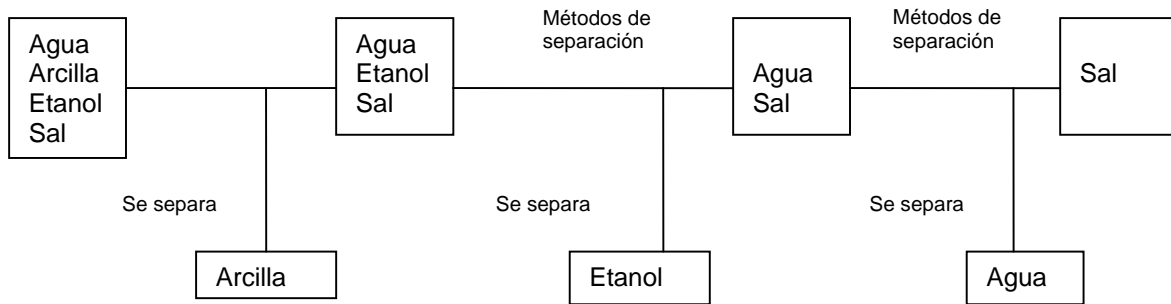 Agua
Arcilla
Etanol
Sal
Agua
Etanol
Sal
Métodos de
separación
Agua
Sal
Métodos de
separación
Sal
Se separa
Se separa
Se separa
Arcilla
Etanol
Agua